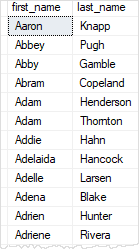 first_name last_name
Aaron Knapp
Abbey Pugh
Abby Gamble
Abram Copeland
Adam Henderson
Adam Thornton
Addie Hahn
Adelaida Hancock
Adelle Larsen
Adena Blake
Adrien Hunter
Adriene Rivera